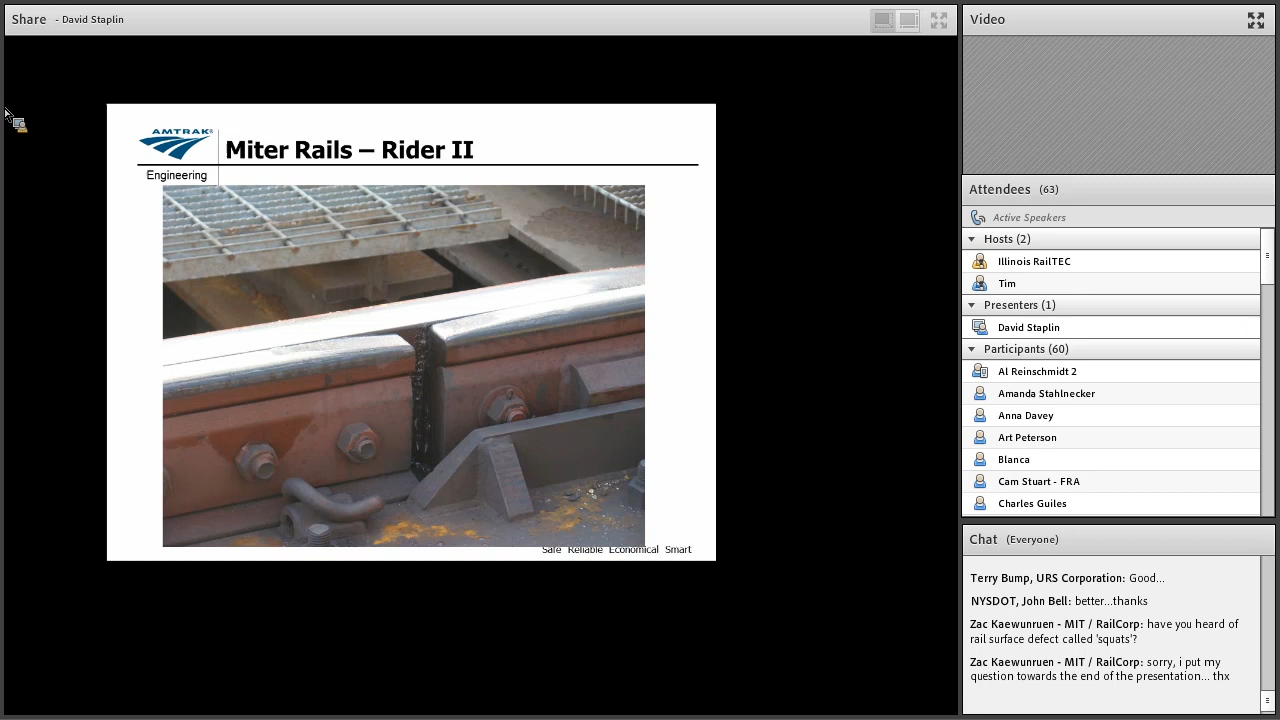 Share - David Staplin
AMTRAK®
Engineering
Miter Rails – Rider II
Safe Reliable Economical Smart
Video
Attendees (63)
Active Speakers
Hosts (2)
Illinois RailTEC
Tim
Presenters (1)
David Staplin
Participants (60)
Al Reinschmidt 2
Amanda Stahlnecker
Anna Davey
Art Peterson
Blanca
Cam Stuart - FRA
Charles Guiles
Chat (Everyone)
Terry Bump, URS Corporation: Good...
NYSDOT, John Bell: better...thanks
Zac Kaewunruen - MIT / RailCorp: have you heard of
rail surface defect called 'squats'?
Zac Kaewunruen - MIT / RailCorp: sorry, i put my
question towards the end of the presentation... thx